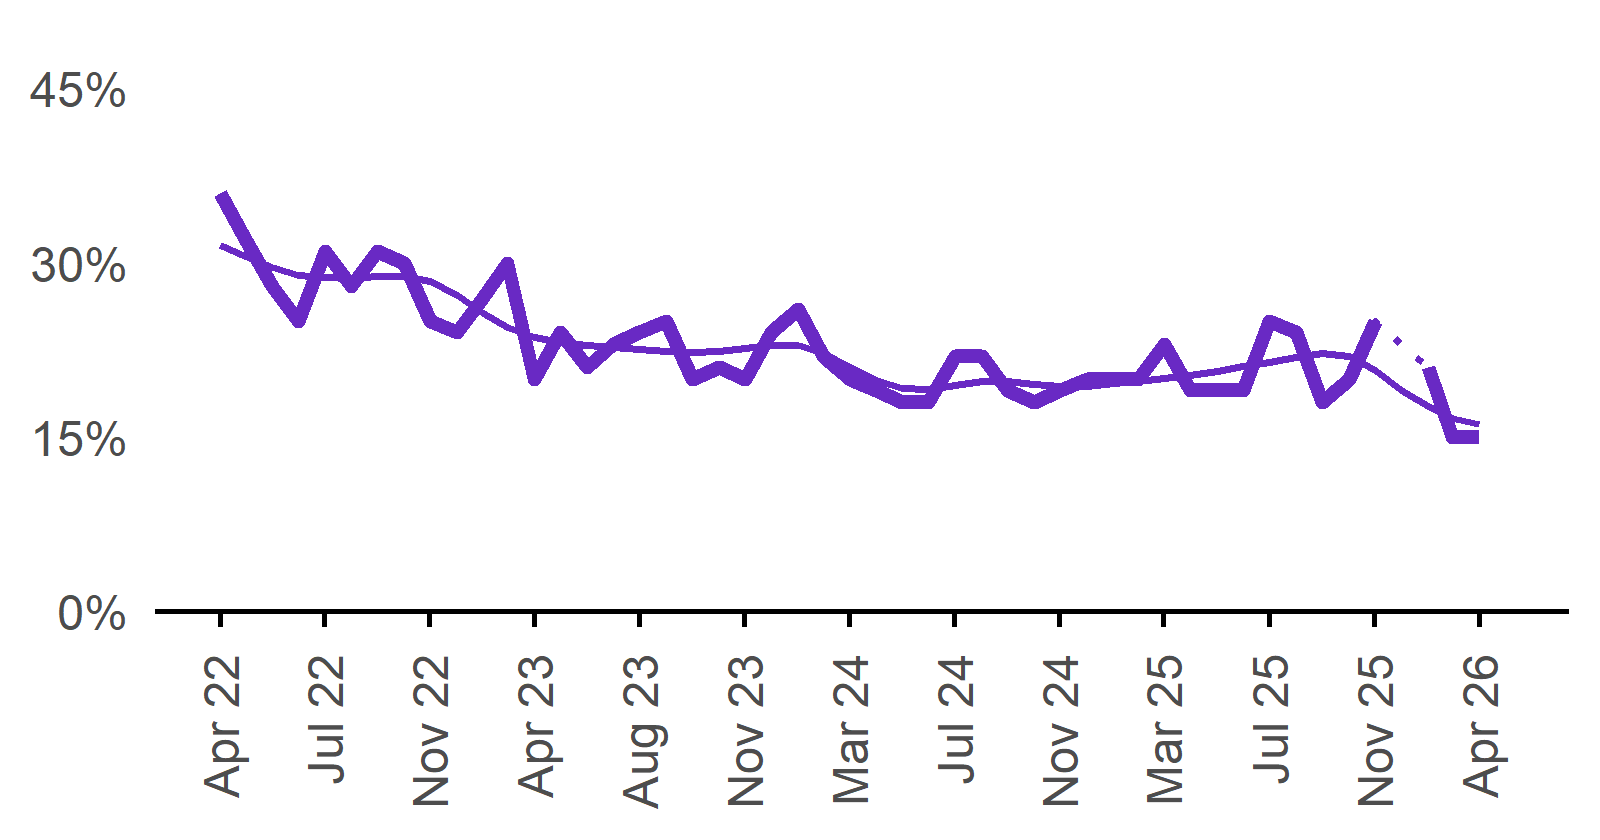 45%
30%
15%
0%
Apr 22
Jul 22
Nov 22
Apr 23
Aug 23
Nov 23
Mar 24
Jul 24
Nov 24
Mar 25
Jul 25
Nov 25
Apr 26